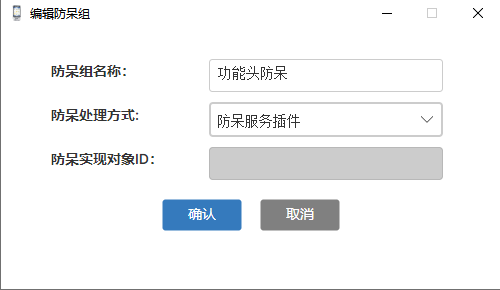 编辑防呆组
防呆组名称：
功能头防呆
防呆处理方式：
防呆服务插件
防呆实现对象ID：
确认
取消